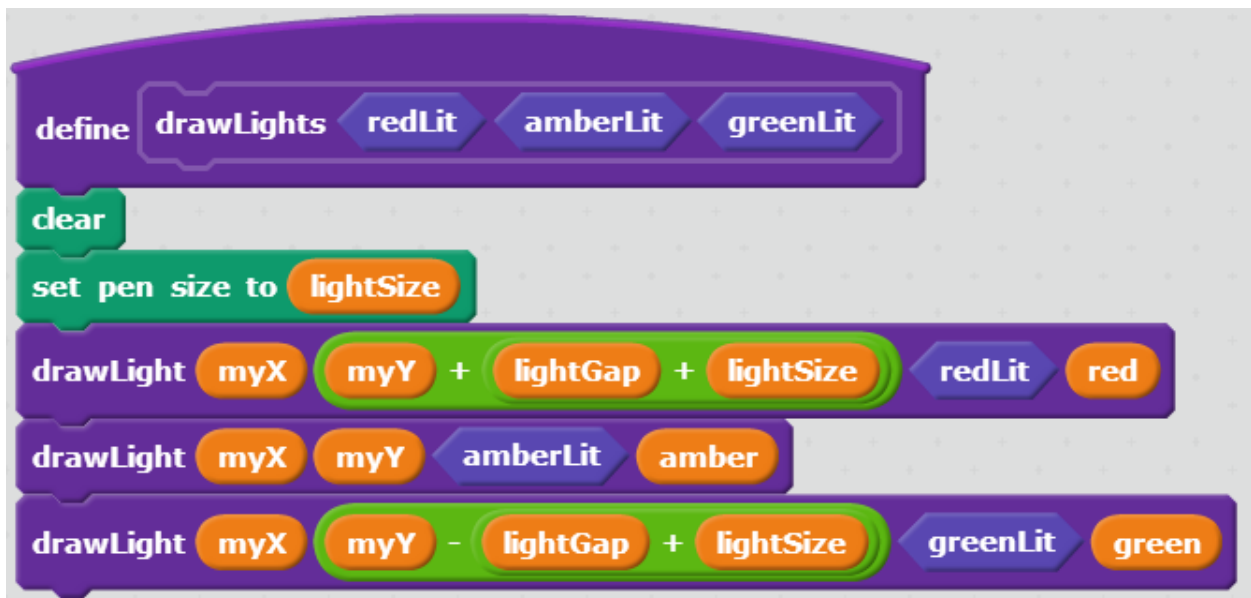 define drawLights redLit amberLit greenLit
clear
set pen size to lightSize
drawLight myX myY + lightGap + lightSize redLit red
drawLight myX myY amberLit amber
drawLight myX myY - lightGap + lightSize greenLit green